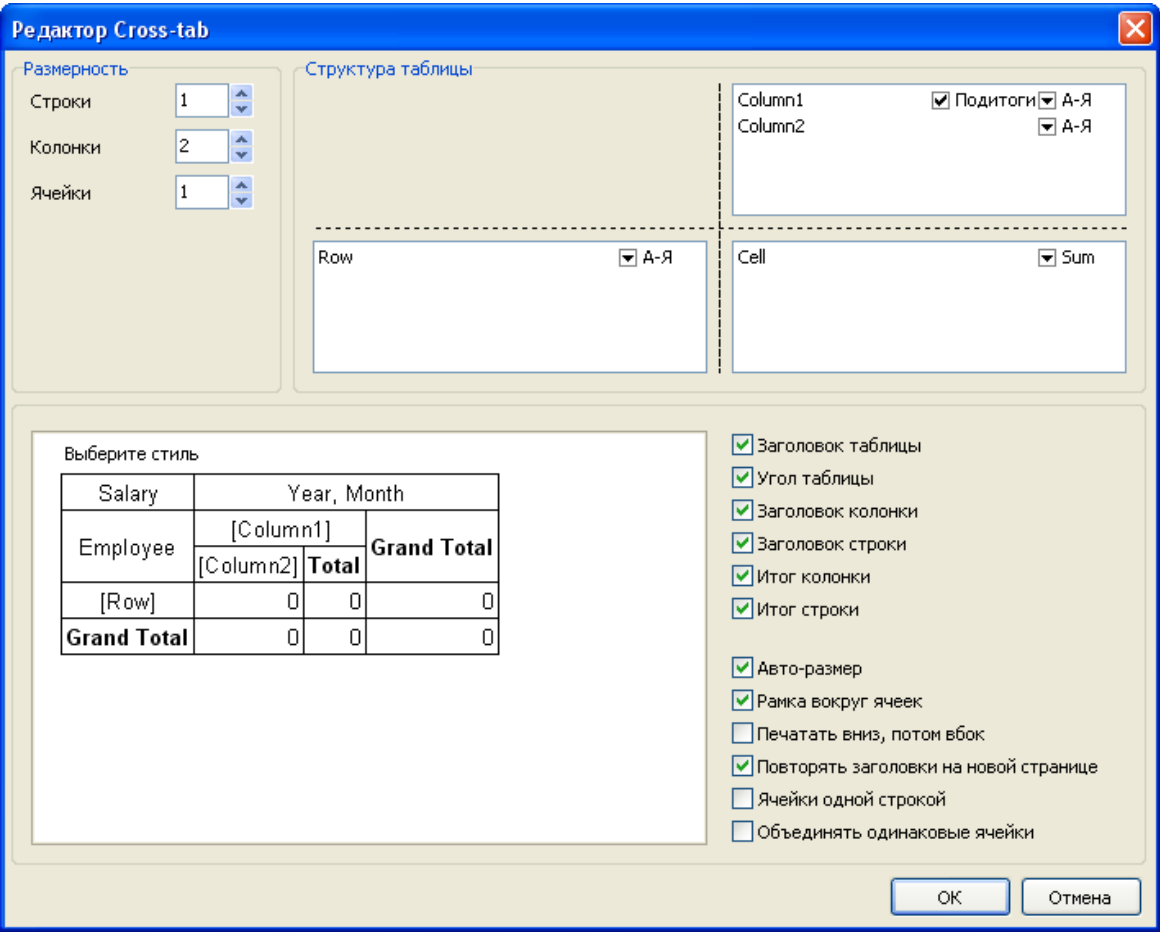 Редактор Cross-tab
Размерность
Строки 1
Колонки 2
Ячейки 1
Структура таблицы
Column1 Подитоги А-Я
Column2 А-Я
Row А-Я
Cell Sum
Выберите стиль
Salary Year, Month
Employee [Column1] Grand Total
[Column2] Total
[Row] 0 0 0
Grand Total 0 0 0
Заголовок таблицы
Угол таблицы
Заголовок колонки
Заголовок строки
Итог колонки
Итог строки
Авто-размер
Рамка вокруг ячеек
Печатать вниз, потом вбок
Повторять заголовки на новой странице
Ячейки одной строкой
Объединять одинаковые ячейки
ОК Отмена